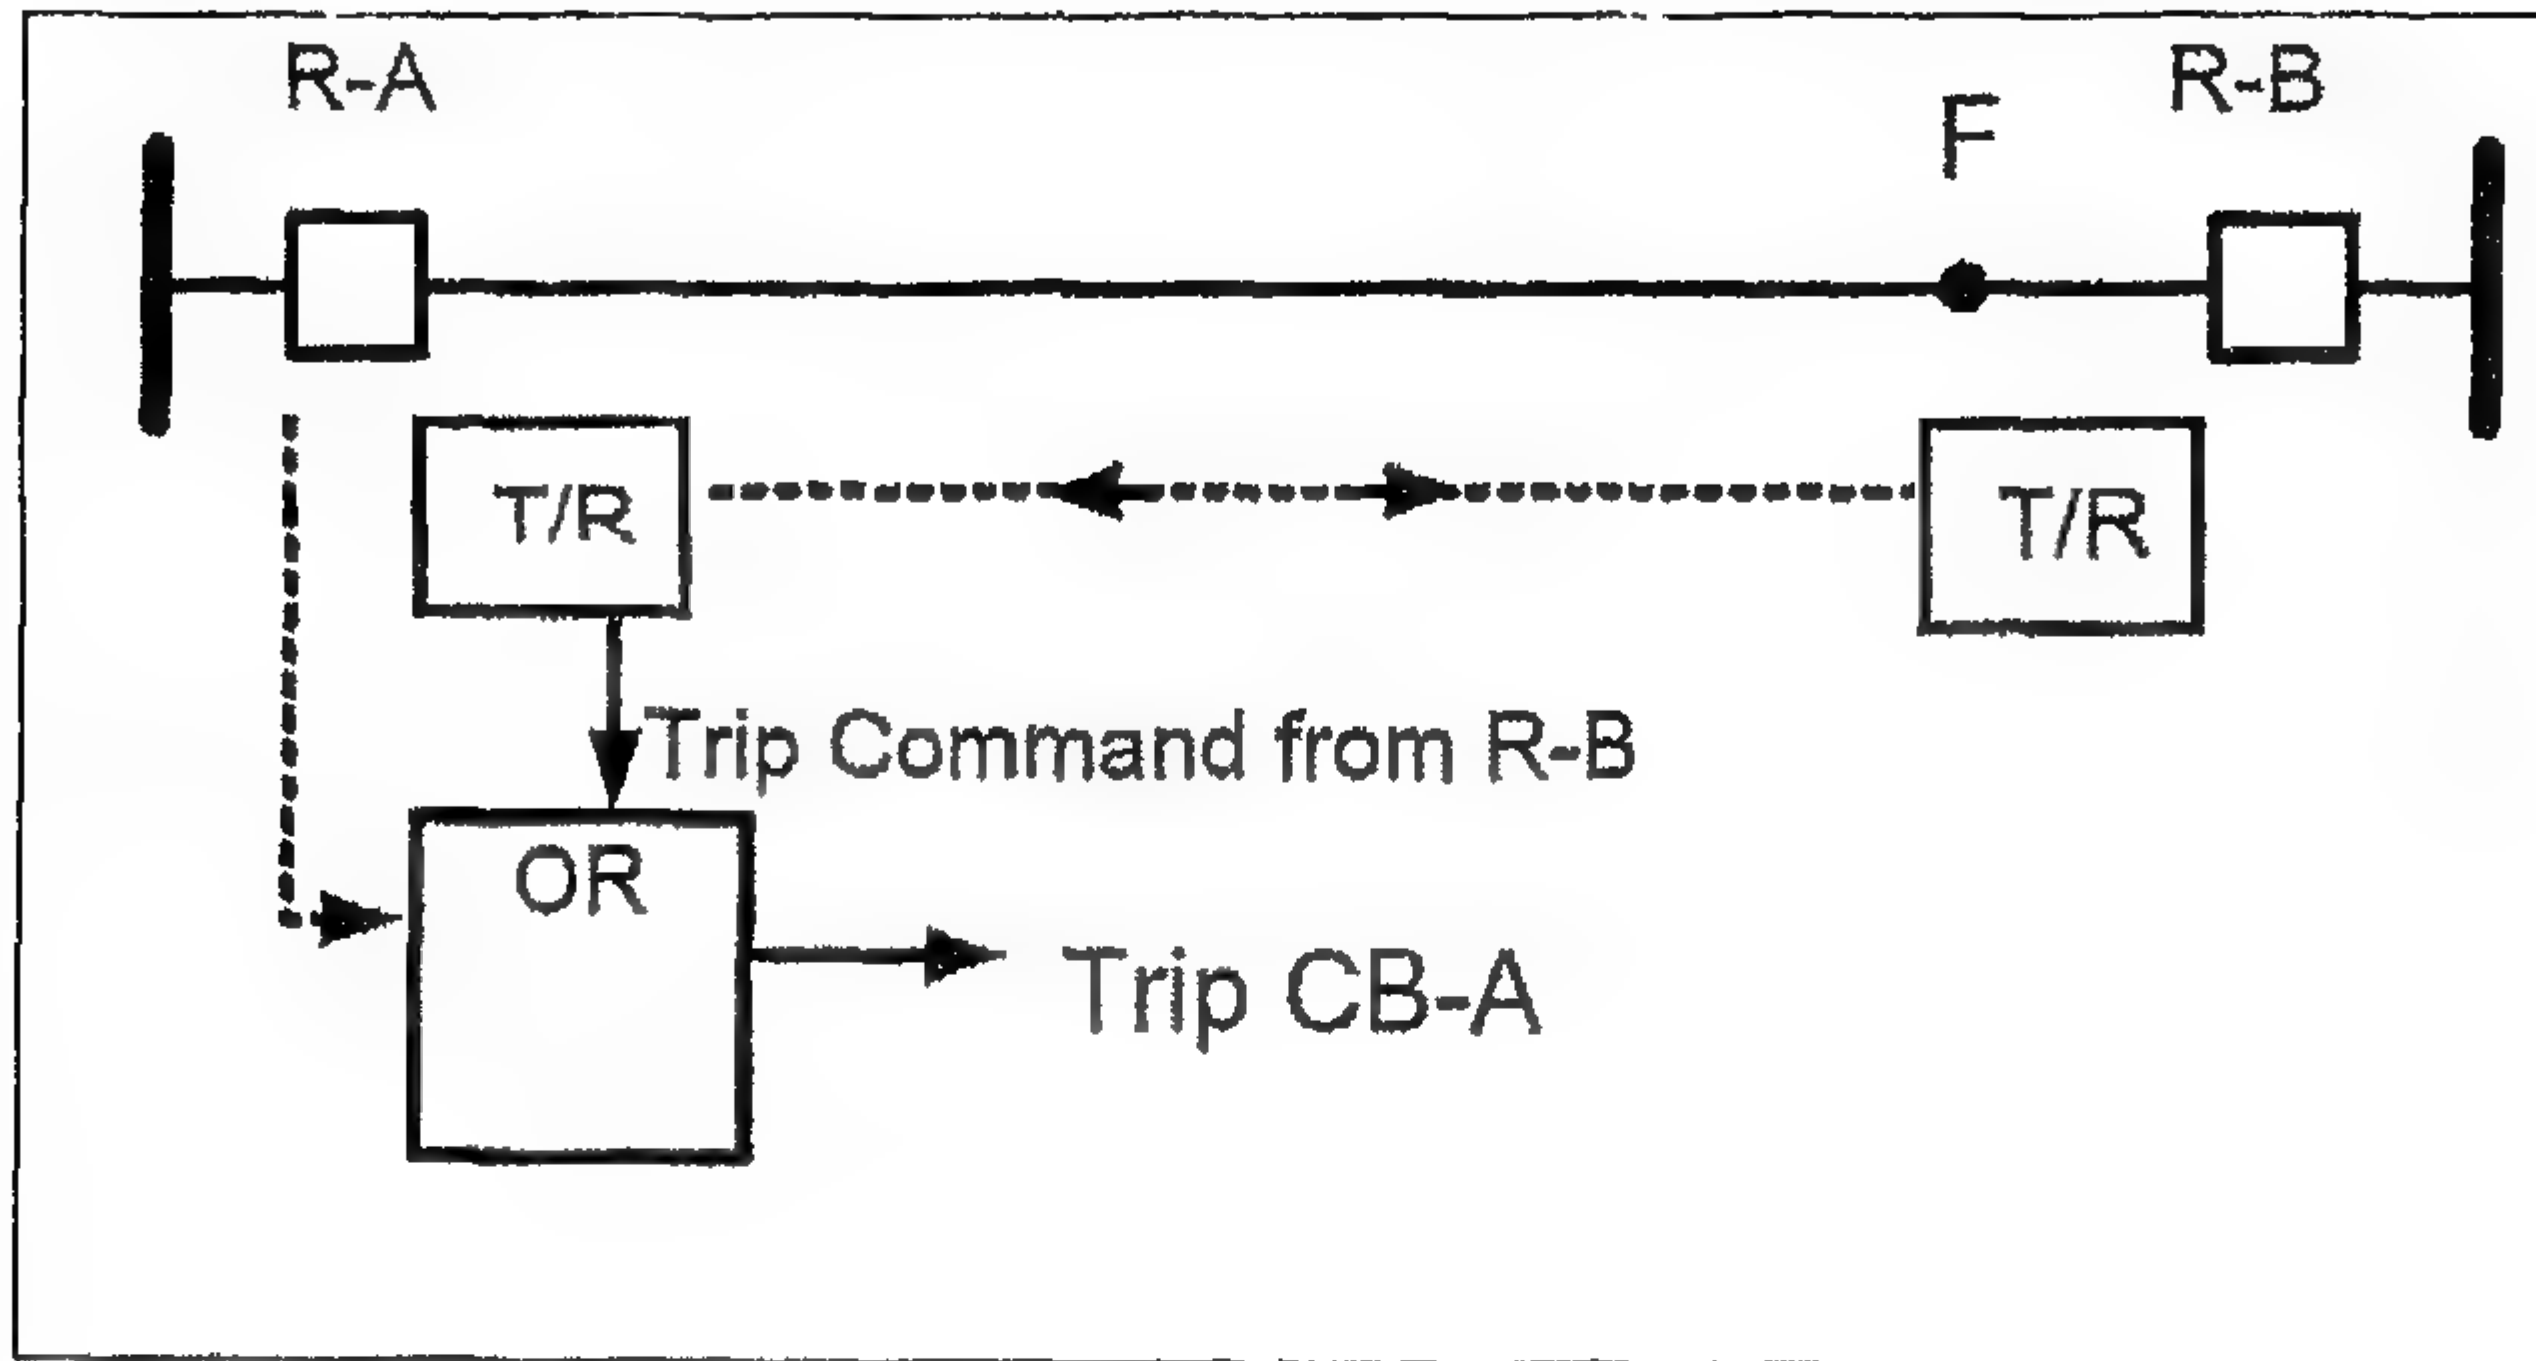 R-A
R-B
F
T/R
T/R
Trip Command from R-B
OR
Trip CB-A